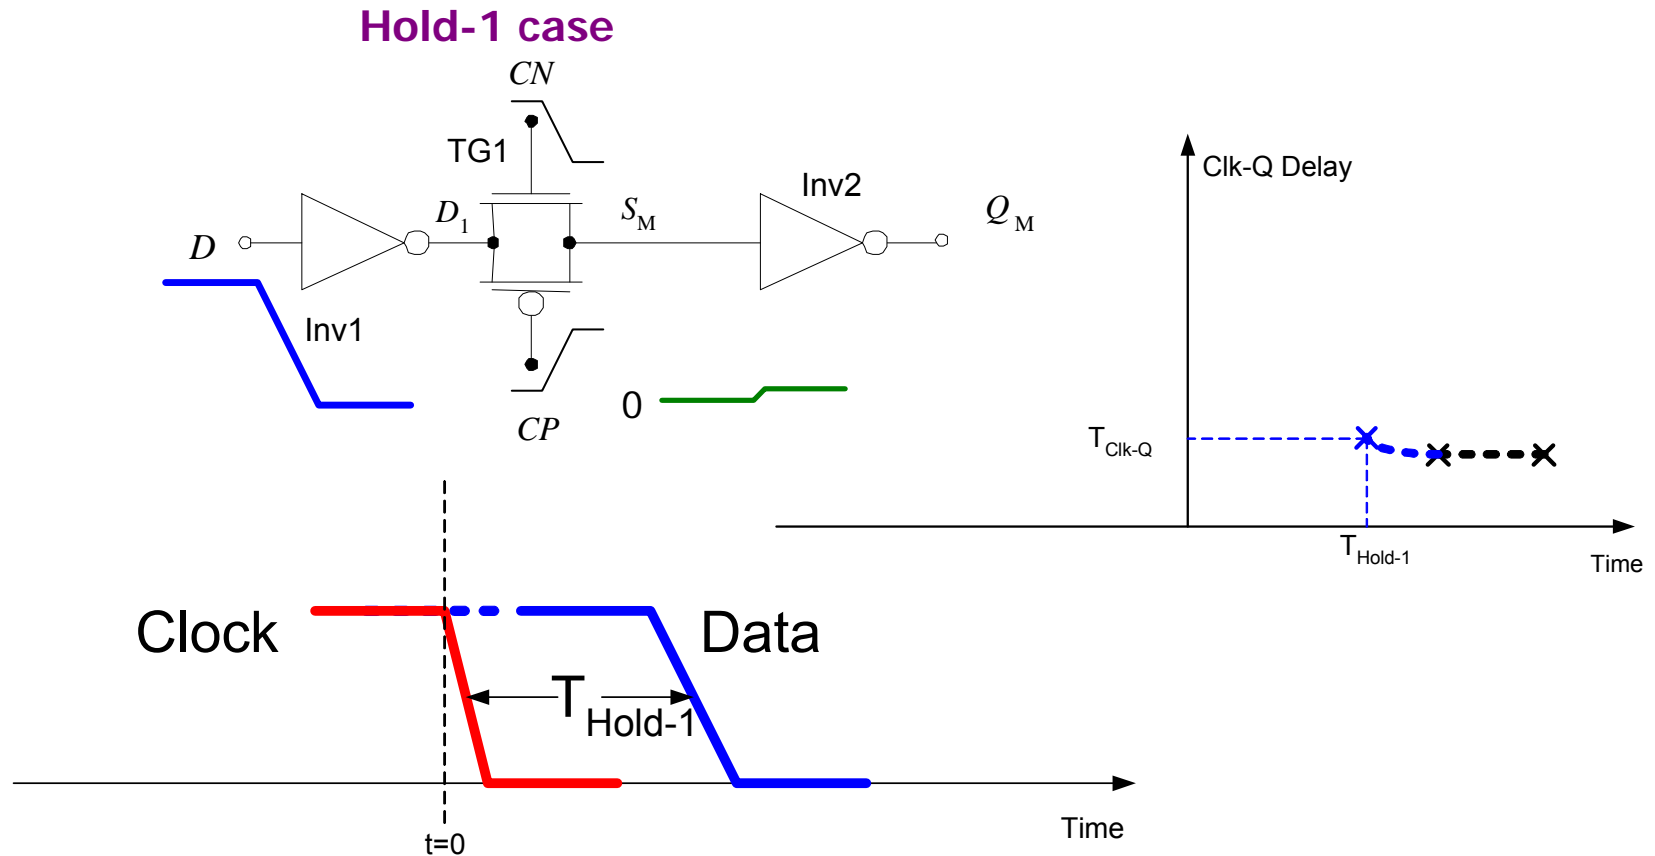 Hold-1 case
CN
TG1
Inv2
D
D1
SM
QM
Inv1
0
CP
Clk-Q Delay
TClk-Q
THold-1
Time
Clock
Data
THold-1
Time
t=0